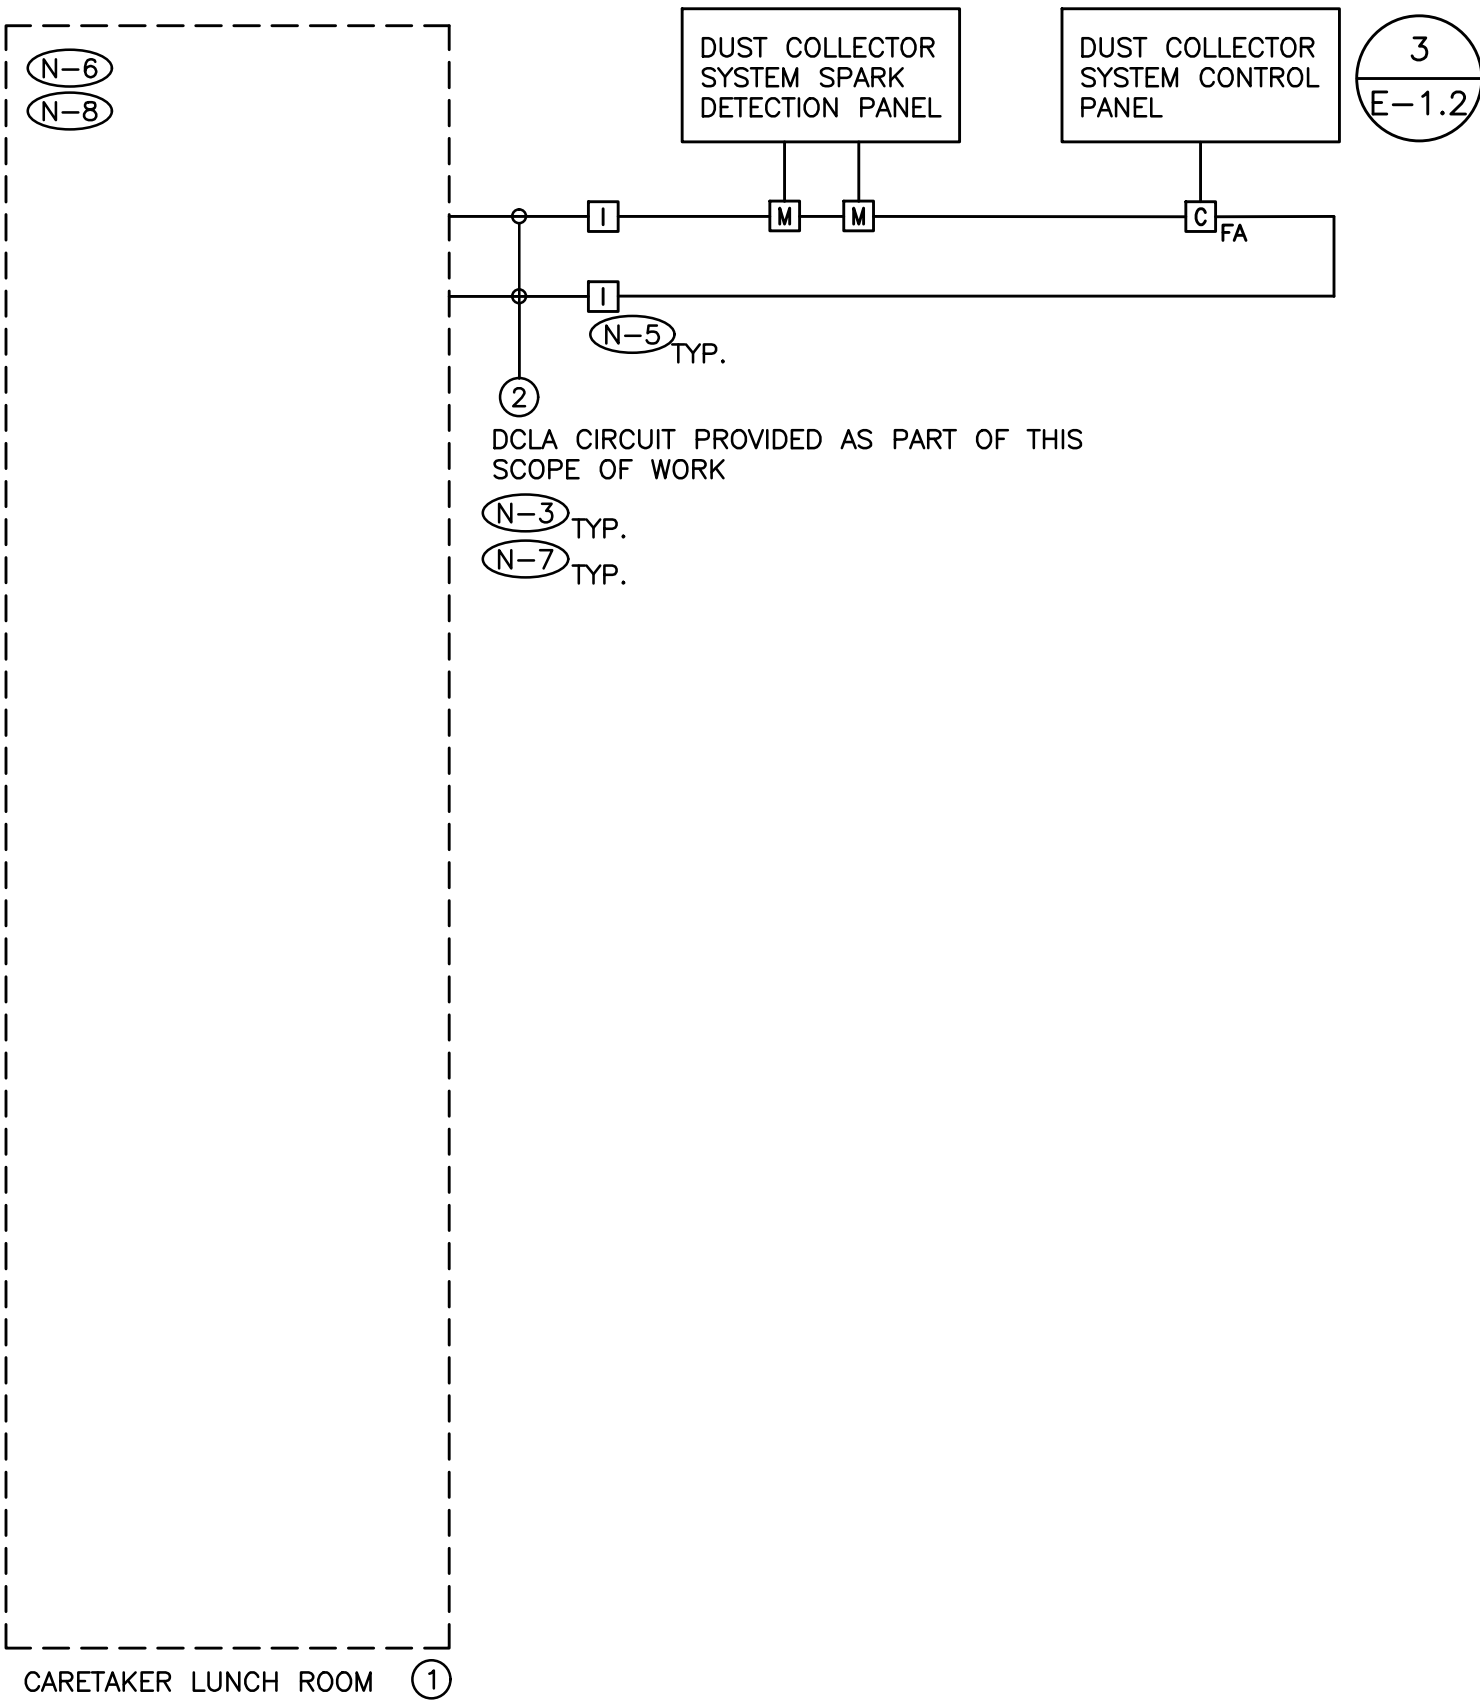 N-6
N-8
DUST COLLECTOR
SYSTEM SPARK
DETECTION PANEL
DUST COLLECTOR
SYSTEM CONTROL
PANEL
3
E-1.2
I
M
M
C
FA
I
N-5
TYP.
2
DCLA CIRCUIT PROVIDED AS PART OF THIS
SCOPE OF WORK
N-3
TYP.
N-7
TYP.
CARETAKER LUNCH ROOM
1